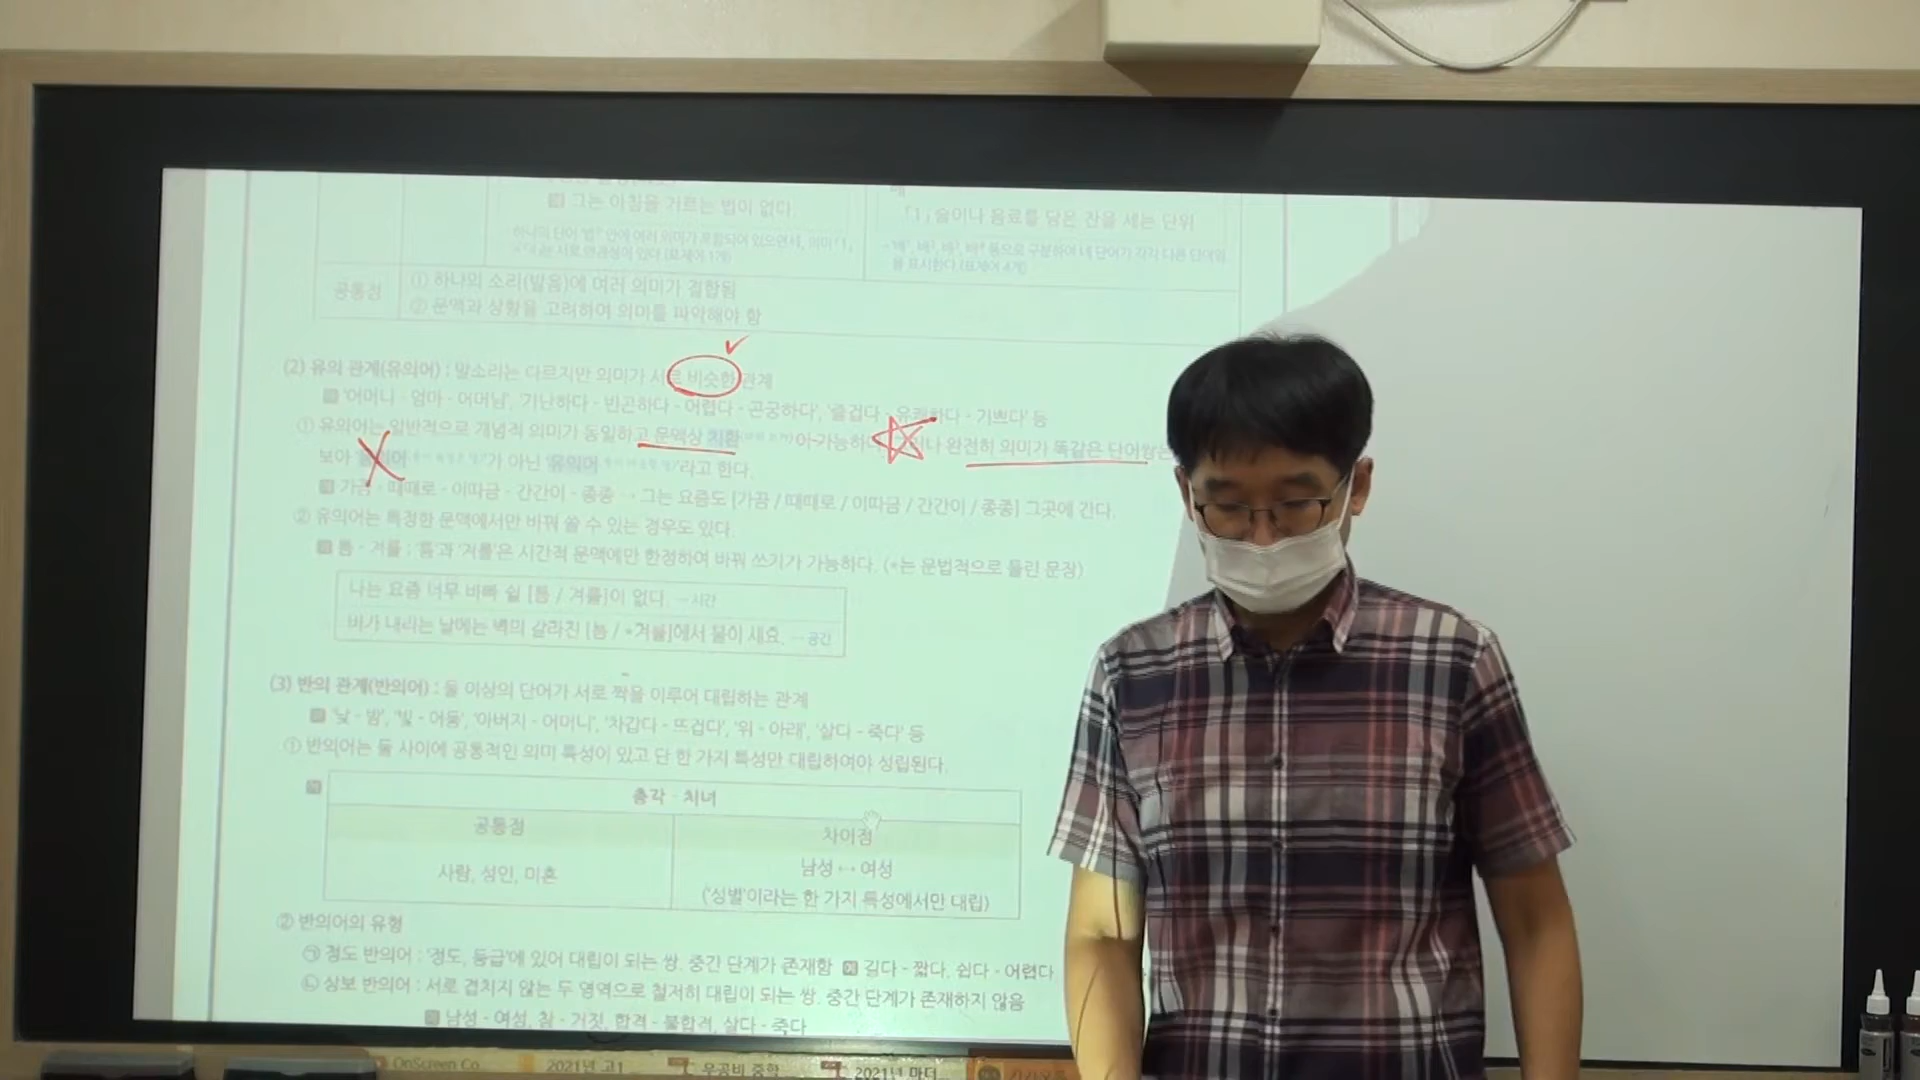 예 그는 아침을 거르는 법이 없다.
「1」술이나 음료를 담은 잔을 세는 단위
공통점
① 하나의 소리(발음)에 여러 의미가 결합됨
② 문맥과 상황을 고려하여 의미를 파악해야 함
(2) 유의 관계(유의어) : 말소리는 다르지만 의미가 서로 비슷한 관계
예 '어머니 - 엄마 - 어머님', '가난하다 - 빈곤하다 - 어렵다 - 곤궁하다', '즐겁다 - 유쾌하다 - 기쁘다' 등
① 유의어는 일반적으로 개념적 의미가 동일하고 문맥상 치환 이 가능하다 완전히 의미가 똑같은 단어쌍은
보아 가 아닌 '유의어 '라고 한다.
예 가끔 - 때때로 - 이따금 - 간간이 - 종종 → 그는 요즘도 [가끔 / 때때로 / 이따금 / 간간이 / 종종] 그곳에 간다.
② 유의어는 특정한 문맥에서만 바꿔 쓸 수 있는 경우도 있다.
예 틈 - 겨를 : '틈'과 '겨를'은 시간적 문맥에만 한정하여 바꿔 쓰기가 가능하다. (*는 문법적으로 틀린 문장)
나는 요즘 너무 바빠 쉴 [틈 / 겨를]이 없다. ─ 시간
비가 내리는 날에는 벽의 갈라진 [틈 / *겨를]에서 물이 새요. ─ 공간
(3) 반의 관계(반의어) : 둘 이상의 단어가 서로 짝을 이루어 대립하는 관계
예 '낮 - 밤', '빛 - 어둠', '아버지 - 어머니', '차갑다 - 뜨겁다', '위 - 아래', '살다 - 죽다' 등
① 반의어는 둘 사이에 공통적인 의미 특성이 있고 단 한 가지 특성만 대립하여야 성립된다.
예
총각 - 처녀
공통점
차이점
사람, 성인, 미혼
남성 ↔ 여성
('성별'이라는 한 가지 특성에서만 대립)
② 반의어의 유형
㉠ 정도 반의어 : '정도, 등급'에 있어 대립이 되는 쌍. 중간 단계가 존재함 예 길다 - 짧다, 쉽다 - 어렵다
㉡ 상보 반의어 : 서로 겹치지 않는 두 영역으로 철저히 대립이 되는 쌍. 중간 단계가 존재하지 않음
예 남성 - 여성, 참 - 거짓, 합격 - 불합격, 살다 - 죽다
OnScreen Co
2021년 고1
우공비 중학
2021년 마더